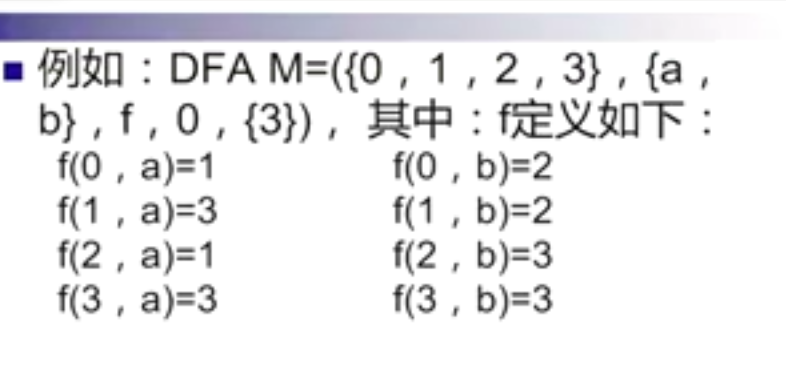 ■ 例如：DFA M=({0，1，2，3}，{a，
b}，f，0，{3})，其中：f定义如下：
f(0，a)=1 f(0，b)=2
f(1，a)=3 f(1，b)=2
f(2，a)=1 f(2，b)=3
f(3，a)=3 f(3，b)=3